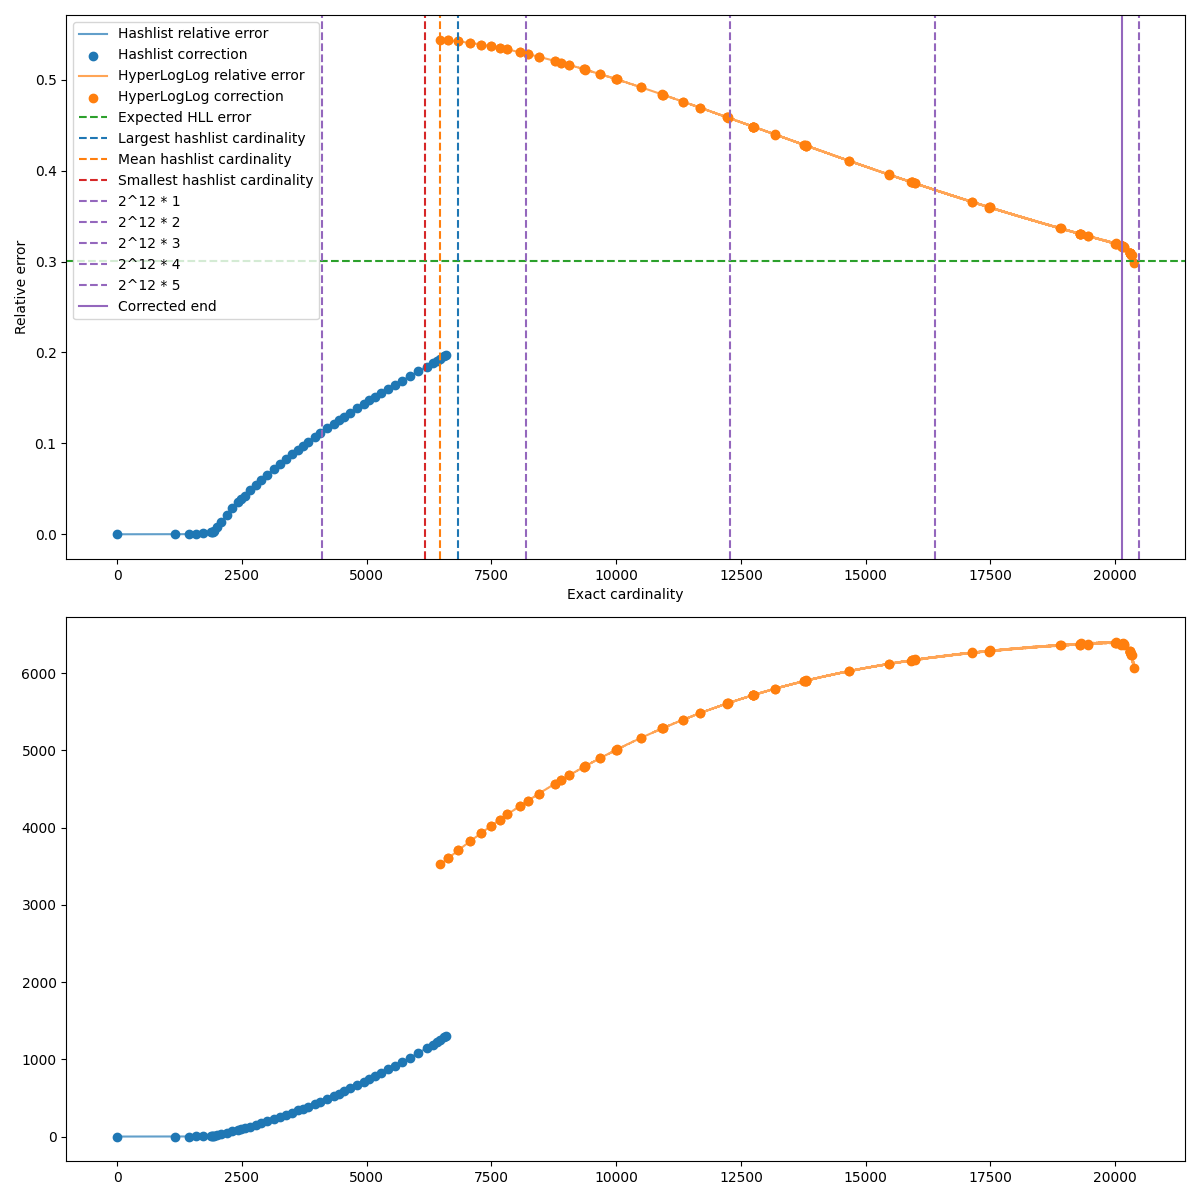 Hashlist relative error
Hashlist correction
HyperLogLog relative error
HyperLogLog correction
Expected HLL error
Largest hashlist cardinality
Mean hashlist cardinality
Smallest hashlist cardinality
2^12 * 1
2^12 * 2
2^12 * 3
2^12 * 4
2^12 * 5
Corrected end
Relative error
0.5
0.4
0.3
0.2
0.1
0.0
0 2500 5000 7500 10000 12500 15000 17500 20000
Exact cardinality
6000
5000
4000
3000
2000
1000
0
0 2500 5000 7500 10000 12500 15000 17500 20000